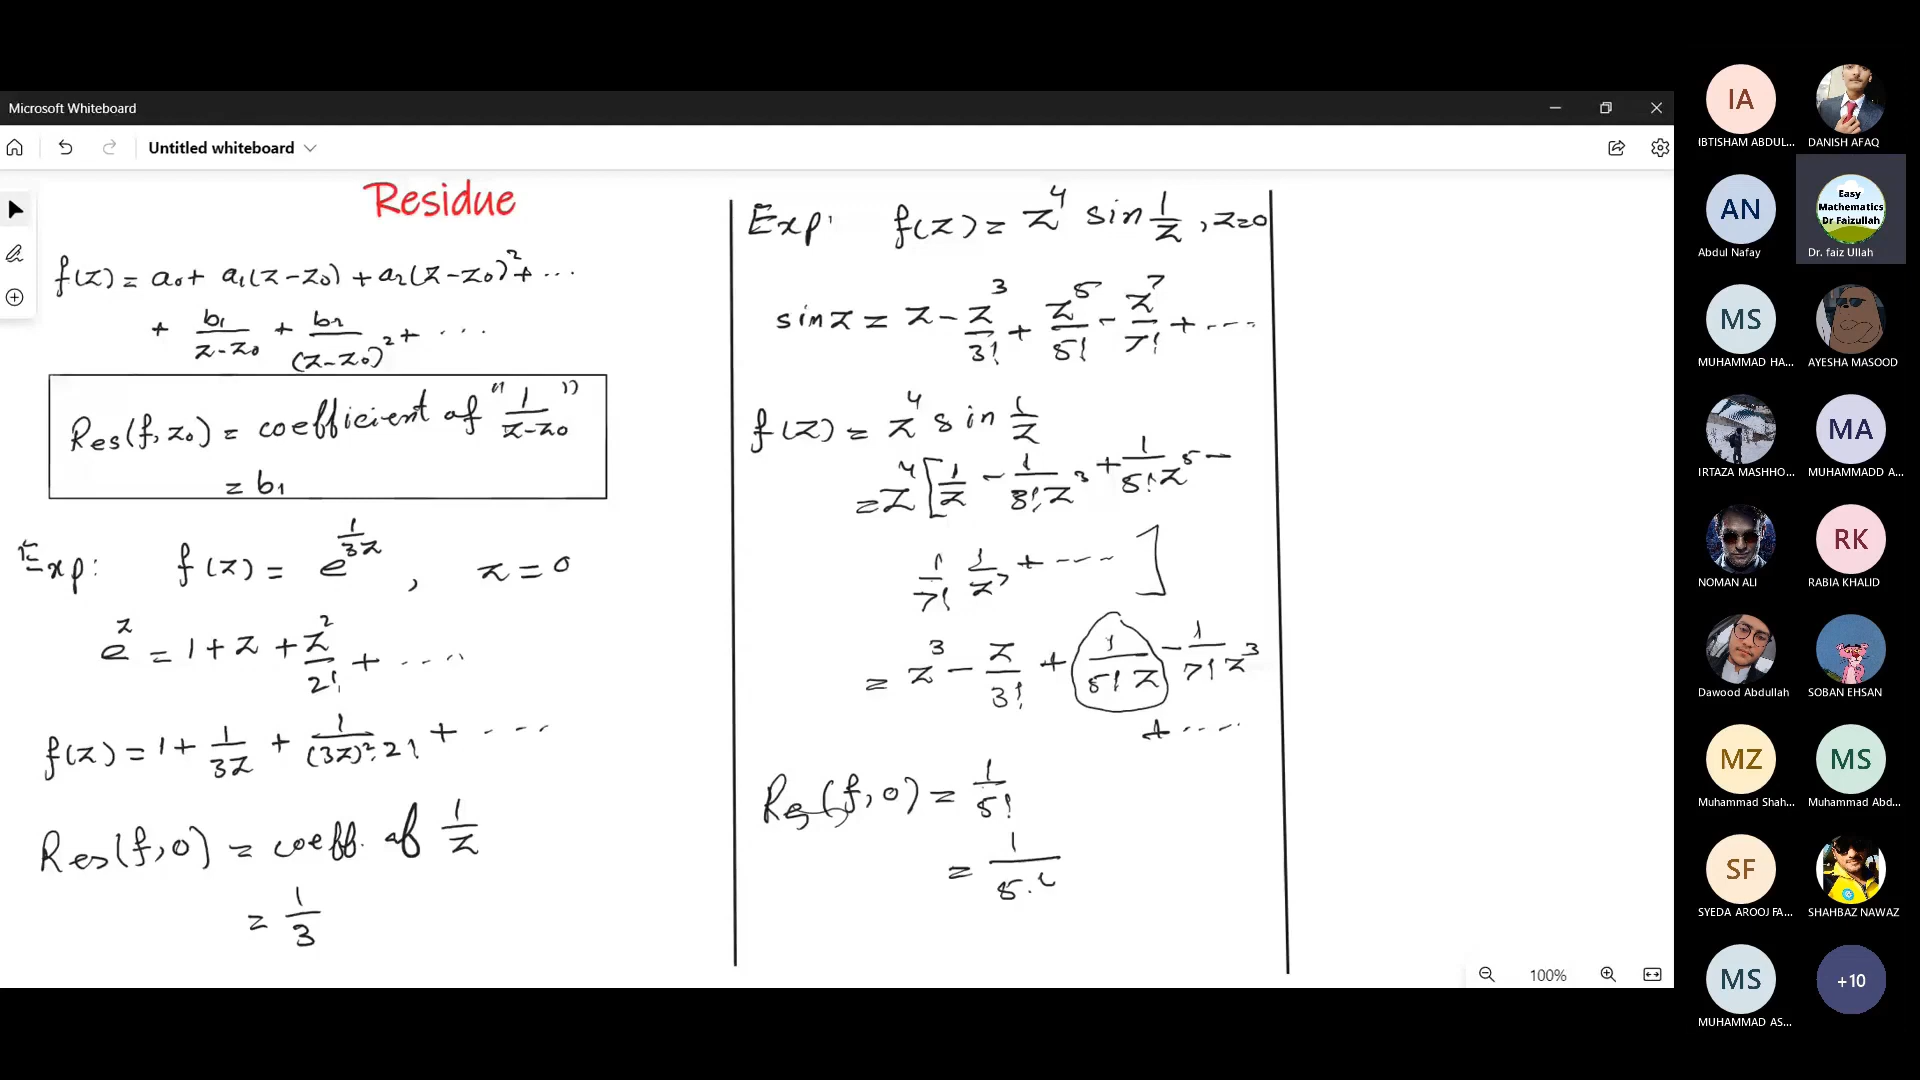 Microsoft Whiteboard
Untitled whiteboard
Residue
f(z) = a0 + a1(z-z0) + a2(z-z0)² + ...
+ b1/(z-z0) + b2/(z-z0)² + ...
Res(f, z0) = coefficient of "1/(z-z0)"
= b1
Exp: f(z) = e^(1/3z) , z = 0
e^z = 1 + z + z²/2! + ....
f(z) = 1 + 1/3z + 1/((3z)²·2!) + ....
Res(f, 0) = coeff. of 1/z
= 1/3
Exp: f(z) = z⁴ sin 1/z , z=0
sin z = z - z³/3! + z⁵/5! - z⁷/7! + ....
f(z) = z⁴ sin 1/z
= z⁴ [ 1/z - 1/3!z³ + 1/5!z⁵ -
1/7! 1/z⁷ + .... ]
= z³ - z/3! + 1/5!z - 1/7!z³
+ ....
Res(f, 0) = 1/5!
100%
IA
IBTISHAM ABDUL...
DANISH AFAQ
AN
Abdul Nafay
Easy
Mathematics
Dr Faizullah
Dr. faiz Ullah
MS
MUHAMMAD HA...
AYESHA MASOOD
IRTAZA MASHHO...
MA
MUHAMMADD A...
NOMAN ALI
RK
RABIA KHALID
Dawood Abdullah
SOBAN EHSAN
MZ
Muhammad Shah...
MS
Muhammad Abd...
SF
SYEDA AROOJ FA...
SHAHBAZ NAWAZ
MS
MUHAMMAD AS...
+10